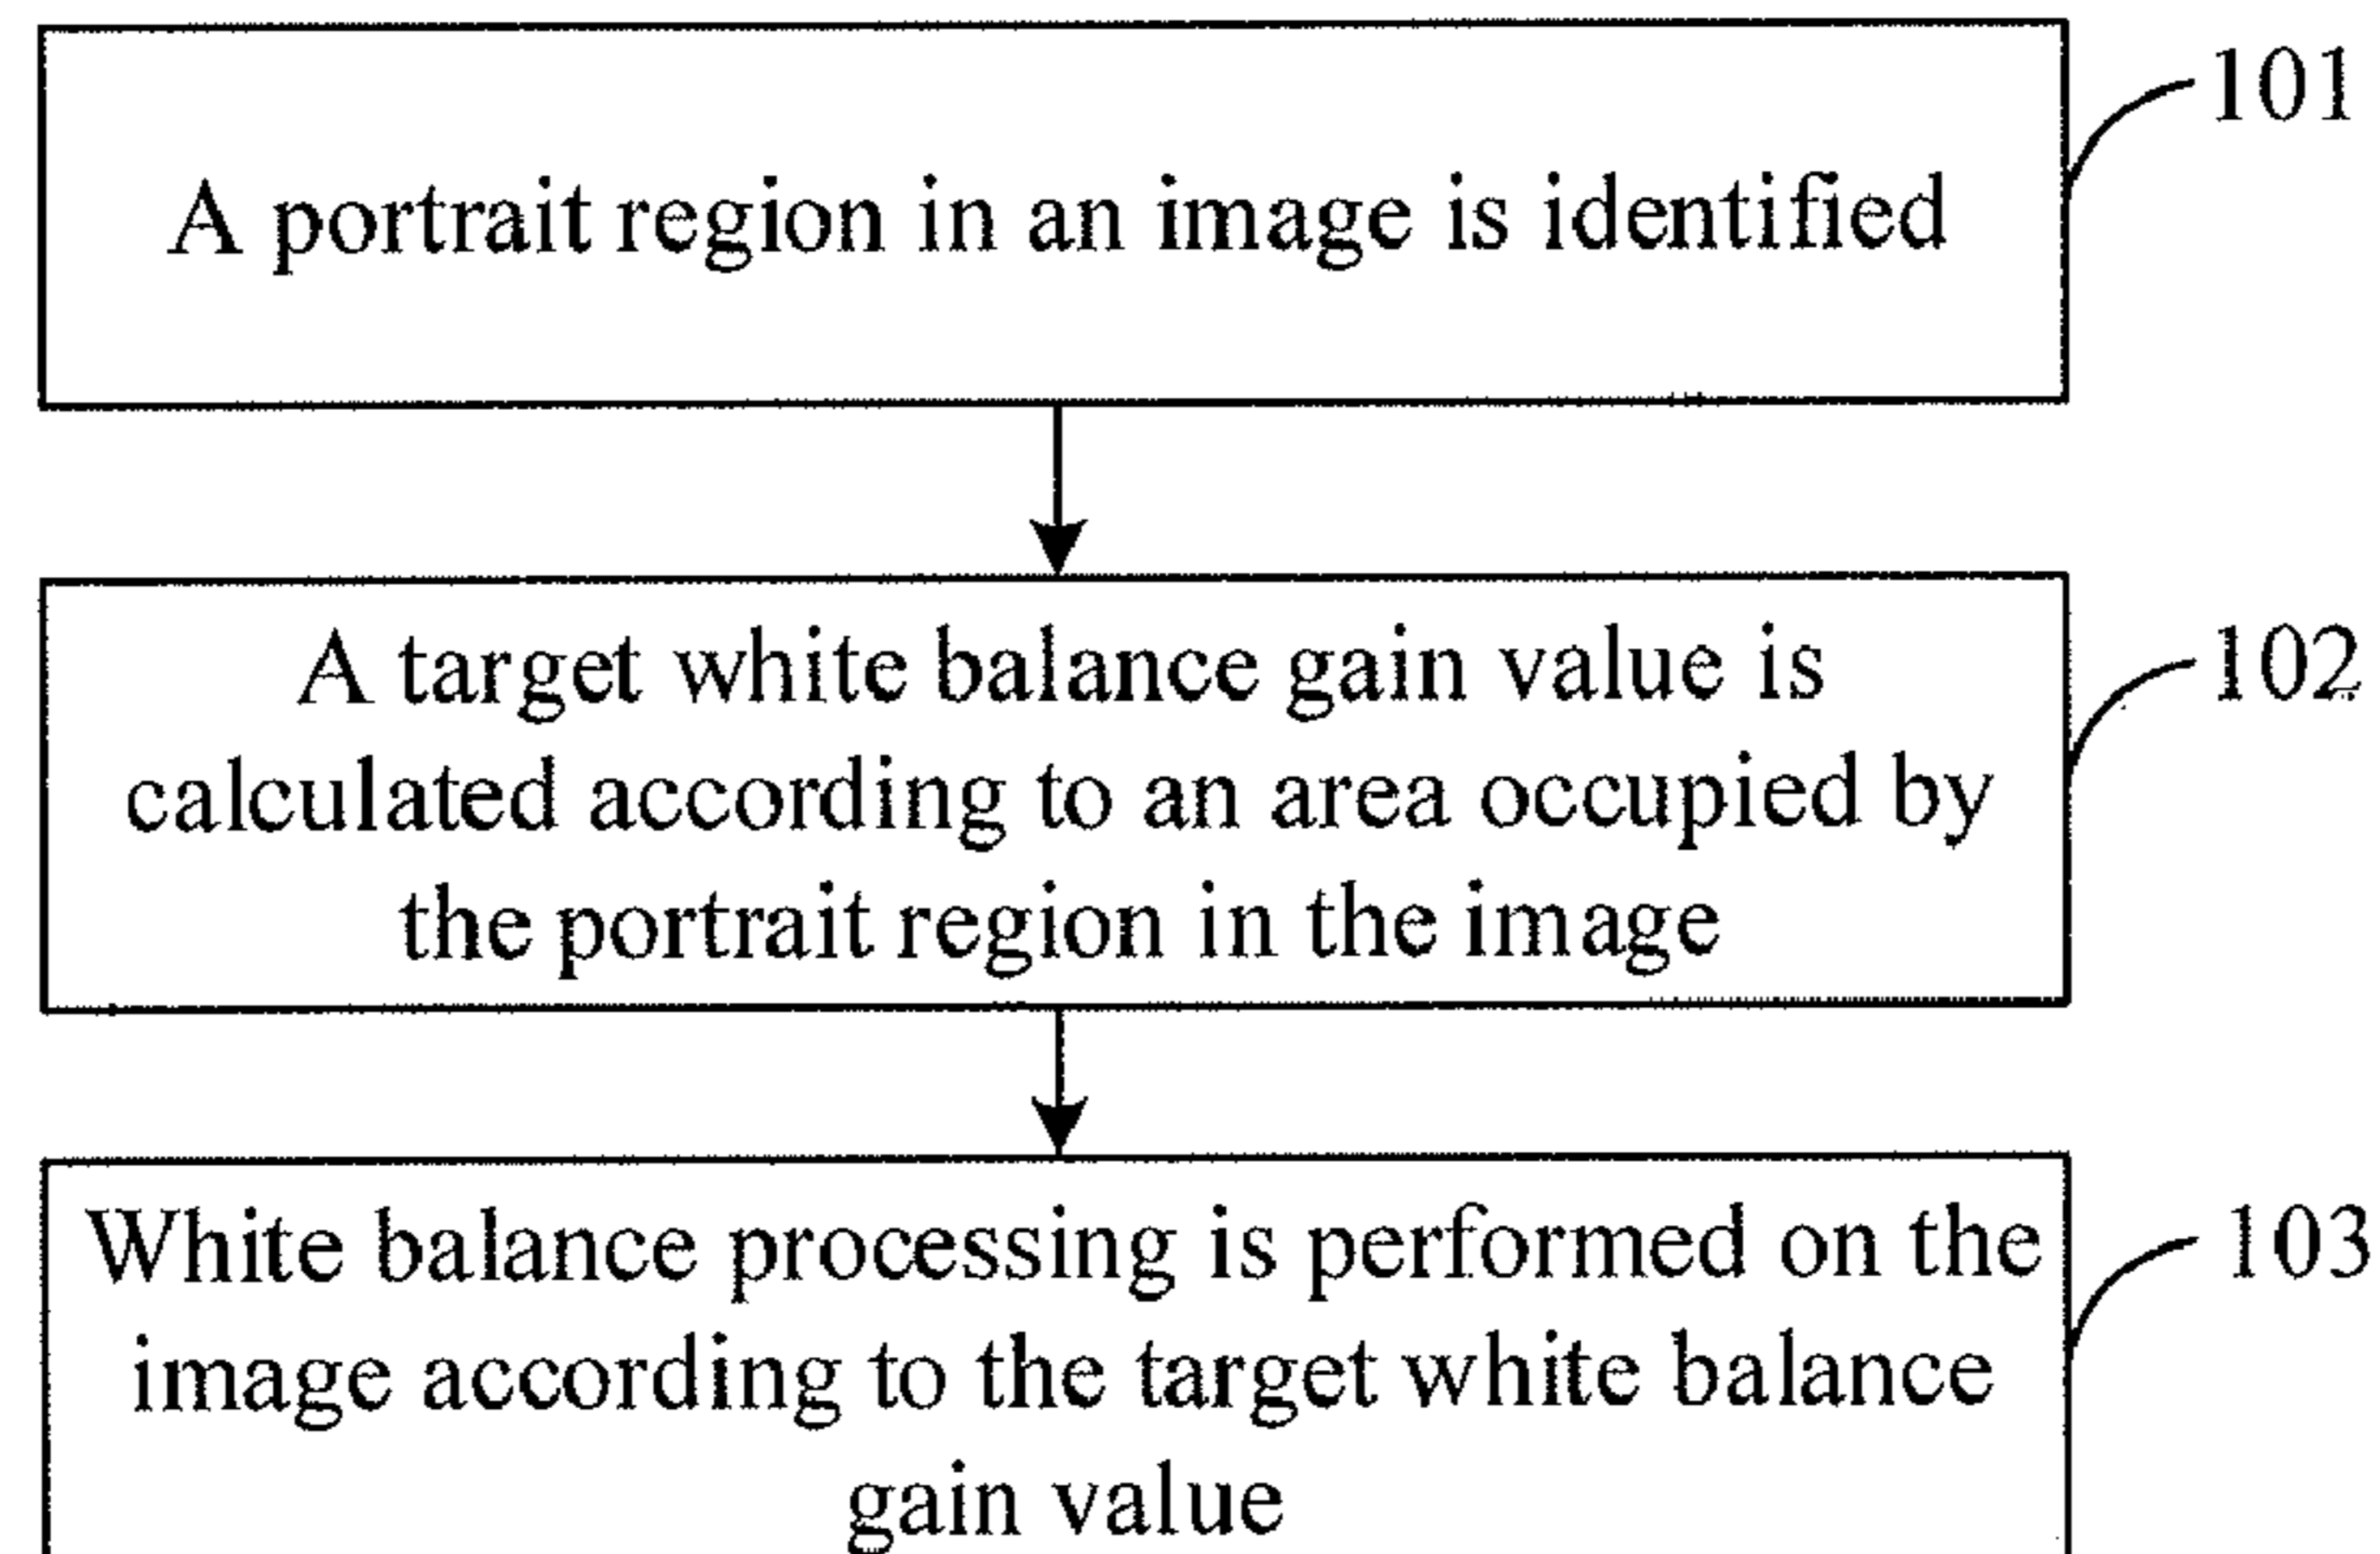 101
A portrait region in an image is identified
102
A target white balance gain value is
calculated according to an area occupied by
the portrait region in the image
103
White balance processing is performed on the
image according to the target white balance
gain value